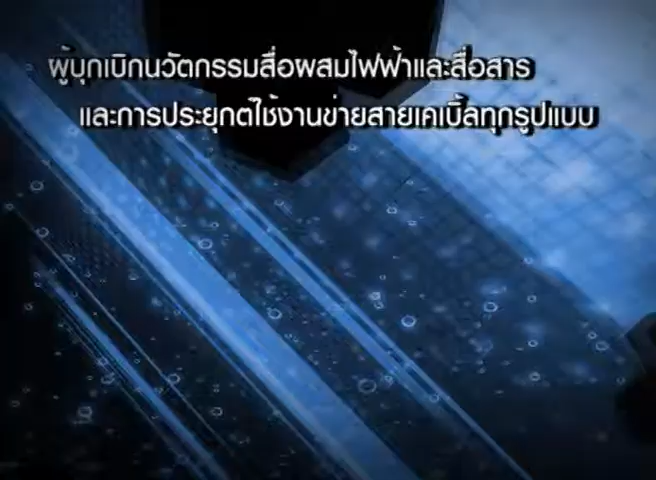 ผู้บุกเบิกนวัตกรรมสื่อผสมไฟฟ้าและสื่อสาร
และการประยุกต์ใช้งานข่ายสายเคเบิ้ลทุกรูปแบบ